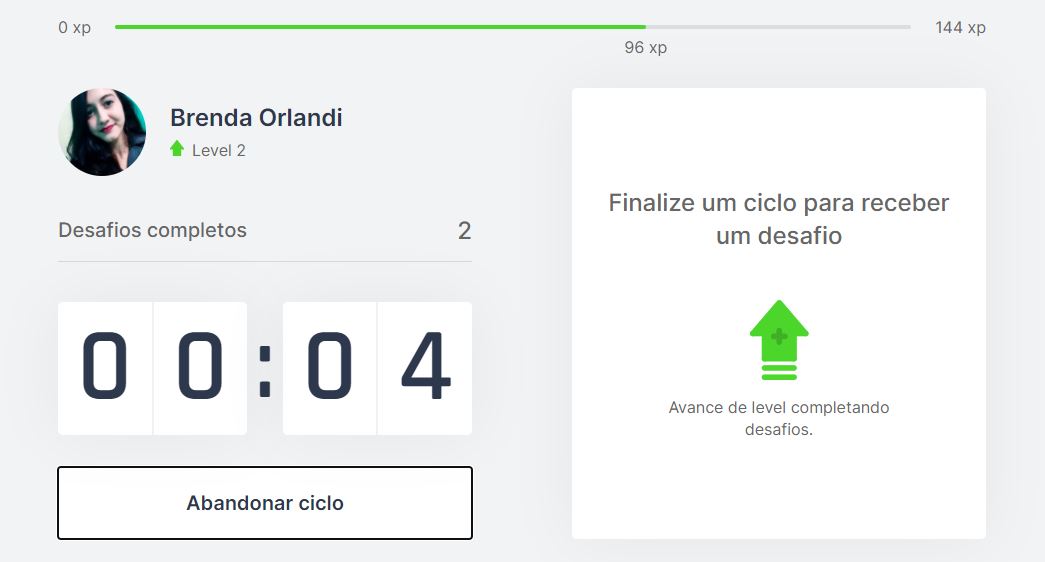 0 xp
144 xp
96 xp
Brenda Orlandi
Level 2
Desafios completos 2
00:04
Abandonar ciclo
Finalize um ciclo para receber
um desafio
Avance de level completando
desafios.